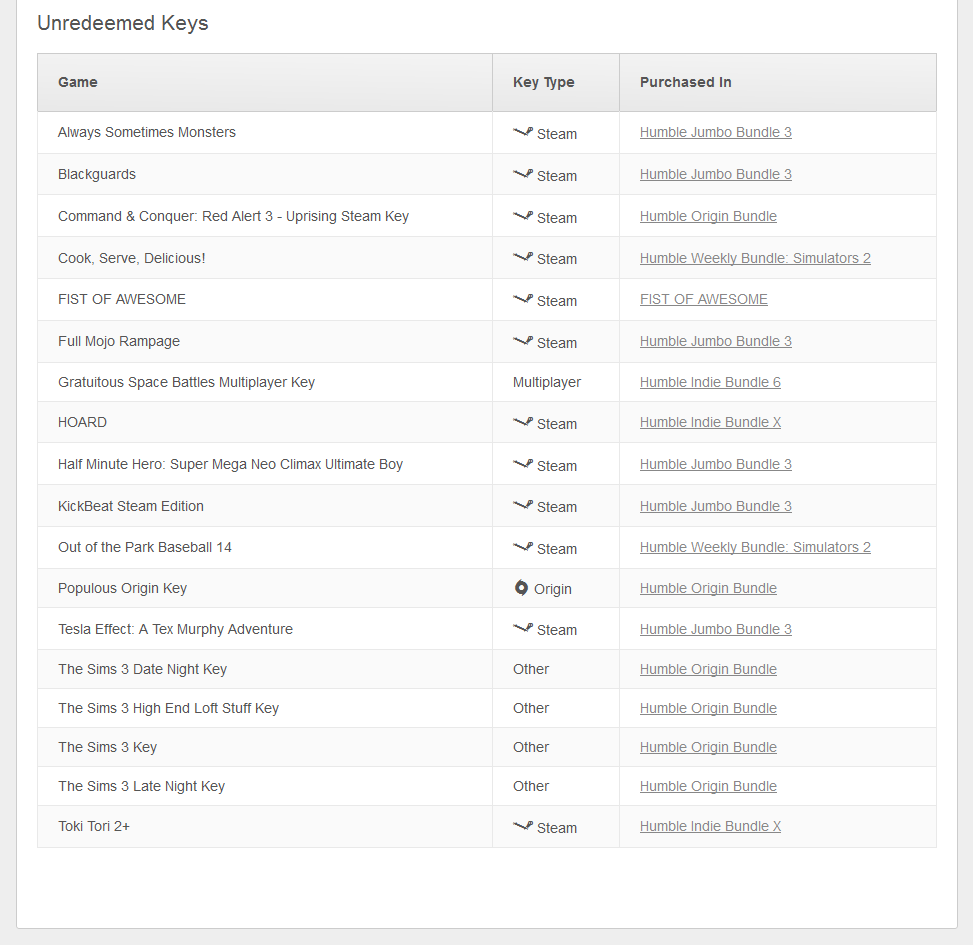 Unredeemed Keys
Game Key Type Purchased In
Always Sometimes Monsters Steam Humble Jumbo Bundle 3
Blackguards Steam Humble Jumbo Bundle 3
Command & Conquer: Red Alert 3 - Uprising Steam Key Steam Humble Origin Bundle
Cook, Serve, Delicious! Steam Humble Weekly Bundle: Simulators 2
FIST OF AWESOME Steam FIST OF AWESOME
Full Mojo Rampage Steam Humble Jumbo Bundle 3
Gratuitous Space Battles Multiplayer Key Multiplayer Humble Indie Bundle 6
HOARD Steam Humble Indie Bundle X
Half Minute Hero: Super Mega Neo Climax Ultimate Boy Steam Humble Jumbo Bundle 3
KickBeat Steam Edition Steam Humble Jumbo Bundle 3
Out of the Park Baseball 14 Steam Humble Weekly Bundle: Simulators 2
Populous Origin Key Origin Humble Origin Bundle
Tesla Effect: A Tex Murphy Adventure Steam Humble Jumbo Bundle 3
The Sims 3 Date Night Key Other Humble Origin Bundle
The Sims 3 High End Loft Stuff Key Other Humble Origin Bundle
The Sims 3 Key Other Humble Origin Bundle
The Sims 3 Late Night Key Other Humble Origin Bundle
Toki Tori 2+ Steam Humble Indie Bundle X